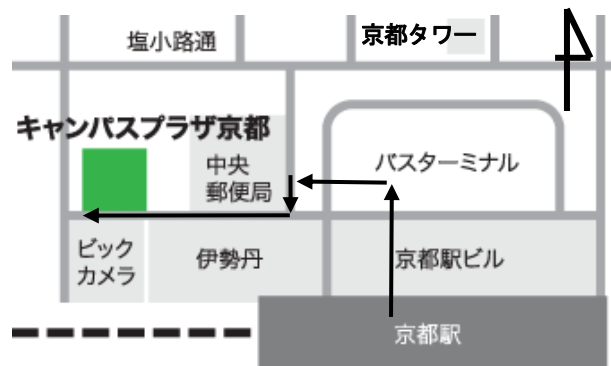 塩小路通
京都タワー
キャンパスプラザ京都
中央
郵便局
バスターミナル
ビック
カメラ
伊勢丹
京都駅ビル
京都駅